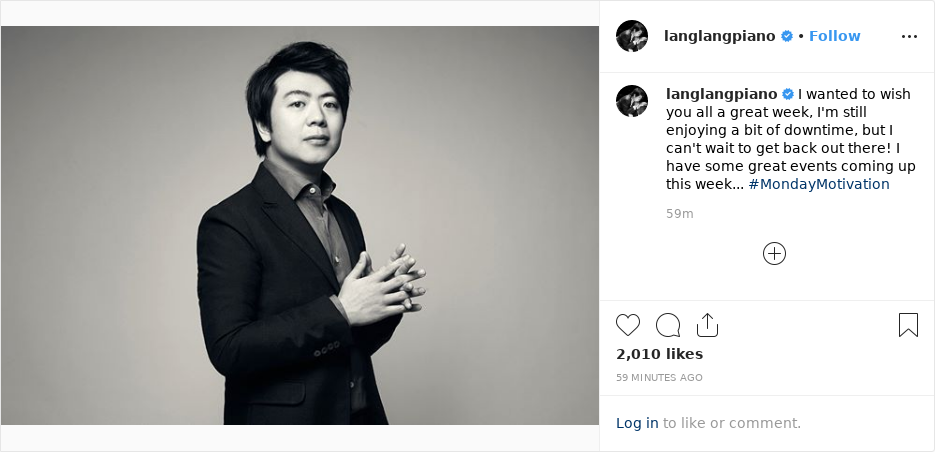 langlangpiano • Follow
langlangpiano I wanted to wish
you all a great week, I'm still
enjoying a bit of downtime, but I
can't wait to get back out there! I
have some great events coming up
this week... #MondayMotivation
59m
2,010 likes
59 MINUTES AGO
Log in to like or comment.